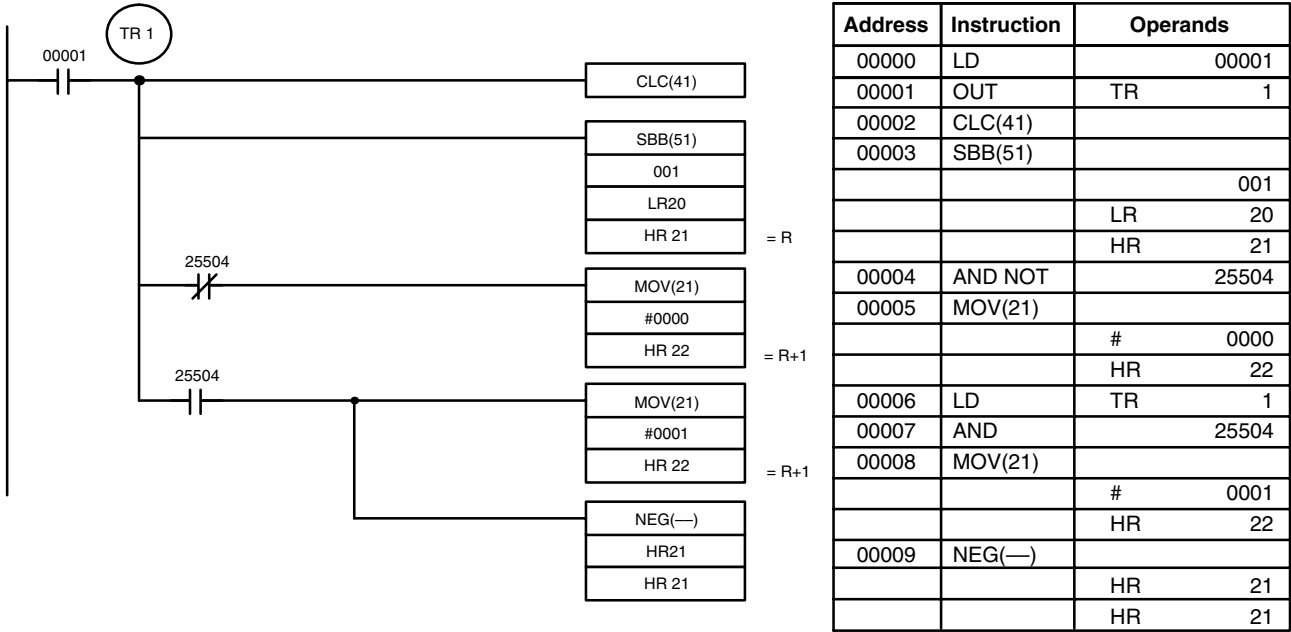 TR 1
00001
CLC(41)
SBB(51)
001
LR20
HR 21
= R
25504
MOV(21)
#0000
HR 22
= R+1
25504
MOV(21)
#0001
HR 22
= R+1
NEG(––)
HR21
HR 21
Address Instruction Operands
00000 LD 00001
00001 OUT TR 1
00002 CLC(41)
00003 SBB(51)
001
LR 20
HR 21
00004 AND NOT 25504
00005 MOV(21)
# 0000
HR 22
00006 LD TR 1
00007 AND 25504
00008 MOV(21)
# 0001
HR 22
00009 NEG(––)
HR 21
HR 21